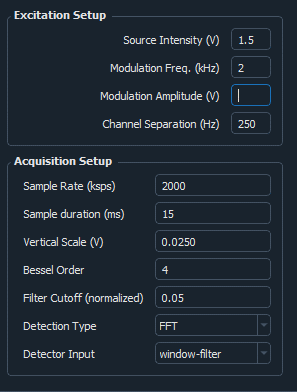 Excitation Setup
Source Intensity (V) 1.5
Modulation Freq. (kHz) 2
Modulation Amplitude (V)
Channel Separation (Hz) 250
Acquisition Setup
Sample Rate (ksps) 2000
Sample duration (ms) 15
Vertical Scale (V) 0.0250
Bessel Order 4
Filter Cutoff (normalized) 0.05
Detection Type FFT
Detector Input window-filter